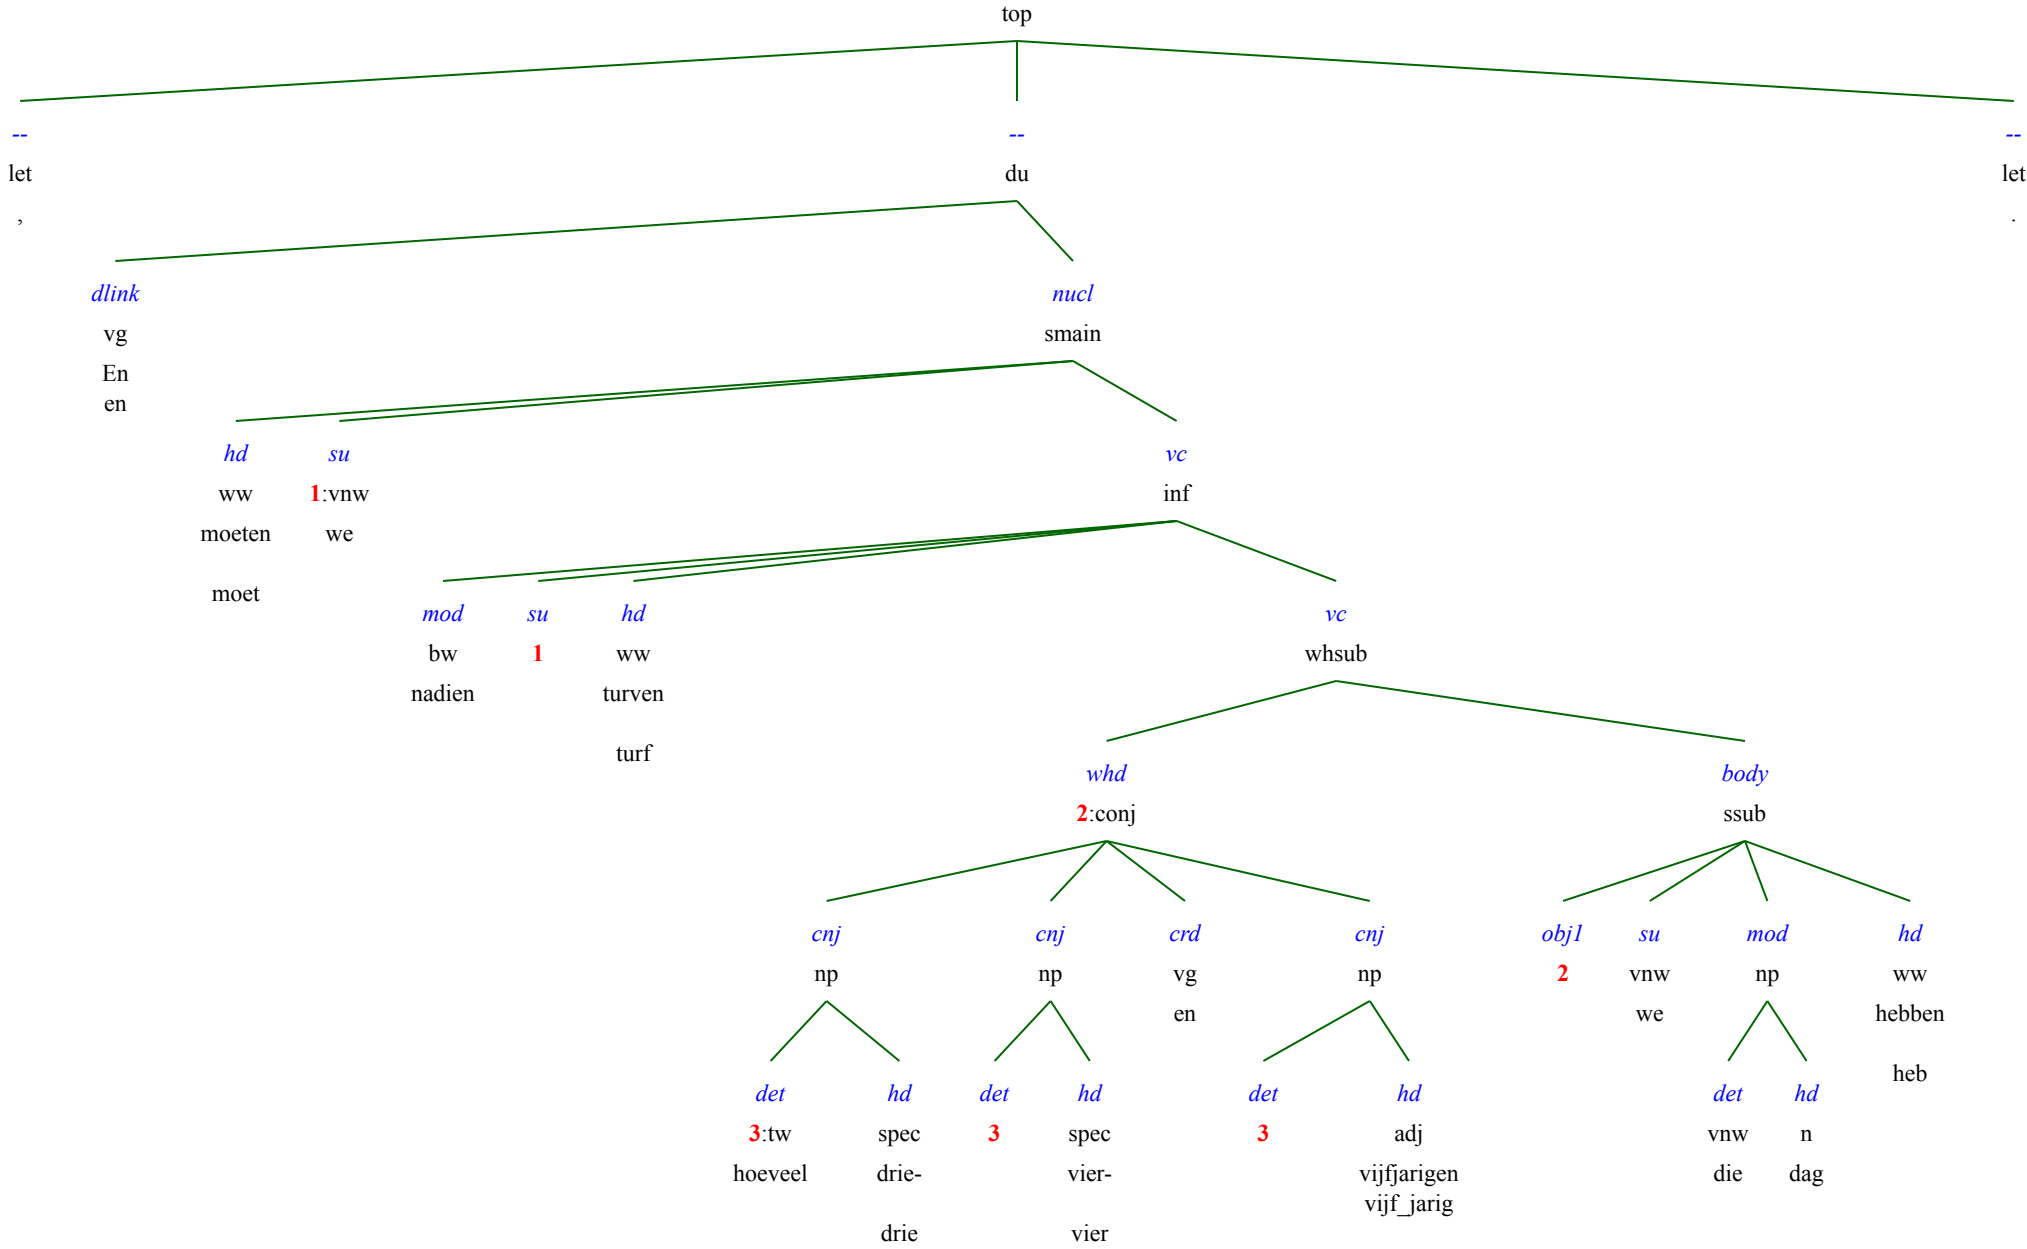 top
-- -- --
let du let
, .
dlink nucl
vg smain
En
en
hd su vc
ww 1:vnw inf
moeten we
moet
mod su hd vc
bw 1 ww whsub
nadien turven
turf
whd body
2:conj ssub
cnj cnj crd cnj obj1 su mod hd
np np vg np 2 vnw np ww
en we hebben
heb
det hd det hd det hd det hd
3:tw spec 3 spec 3 adj vnw n
hoeveel drie- vier- vijfjarigen die dag
vijf_jarig
drie vier